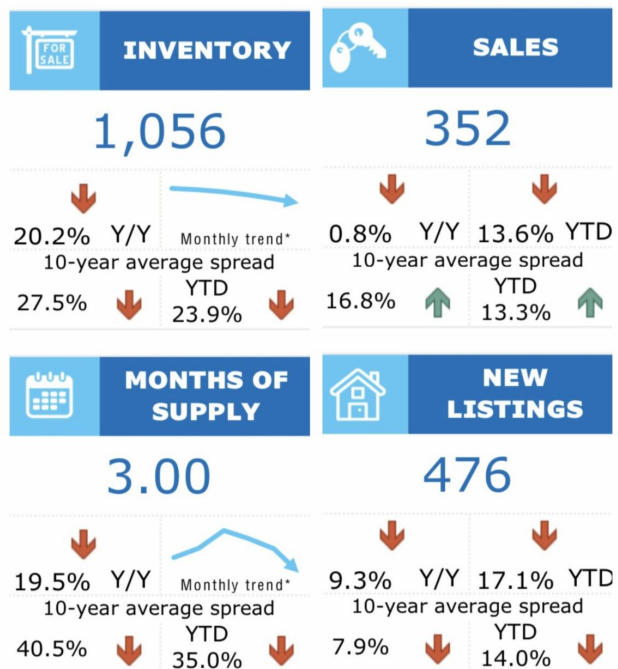 FOR
SALE
INVENTORY
1,056
20.2% Y/Y
Monthly trend*
10-year average spread
27.5%
YTD
23.9%
SALES
352
0.8% Y/Y
13.6% YTD
10-year average spread
16.8%
YTD
13.3%
MONTHS OF
SUPPLY
3.00
19.5% Y/Y
Monthly trend*
10-year average spread
40.5%
YTD
35.0%
NEW
LISTINGS
476
9.3% Y/Y
17.1% YTD
10-year average spread
7.9%
YTD
14.0%